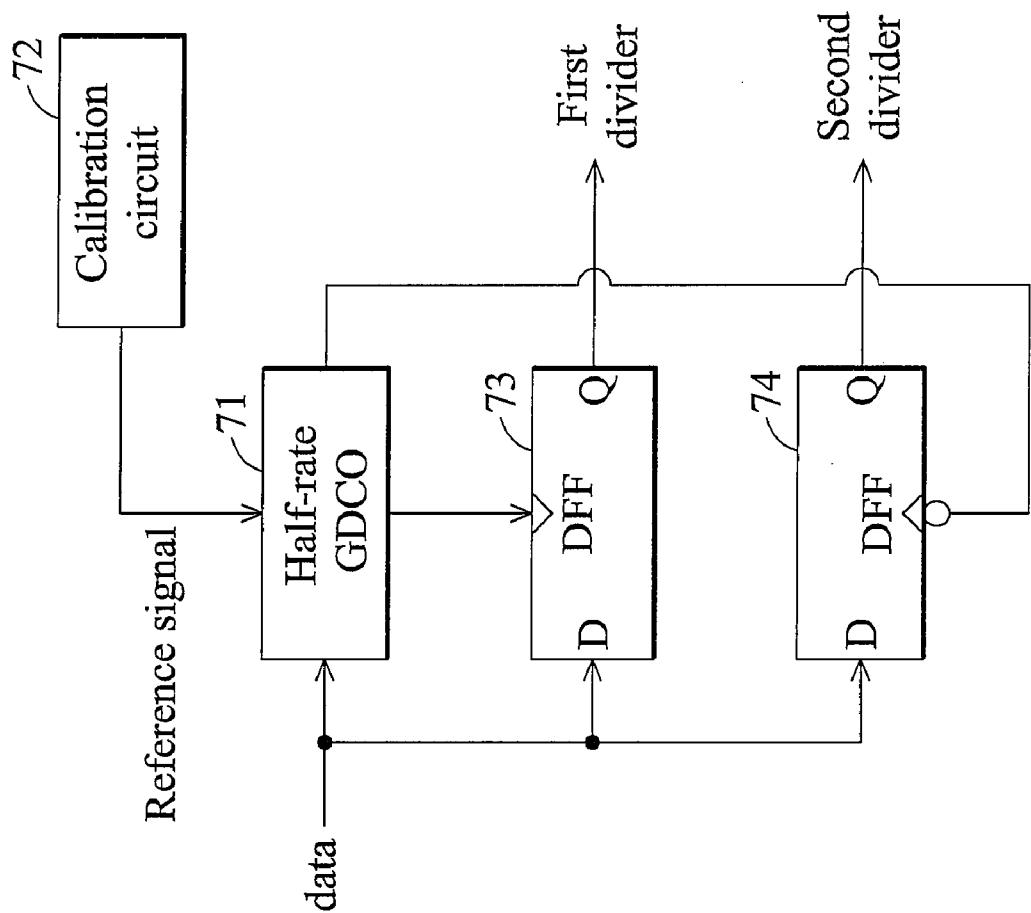 72
Calibration
circuit
Reference signal
71
Half-rate
GDCO
data
73
D
DFF
Q
First
divider
74
D
DFF
Q
Second
divider